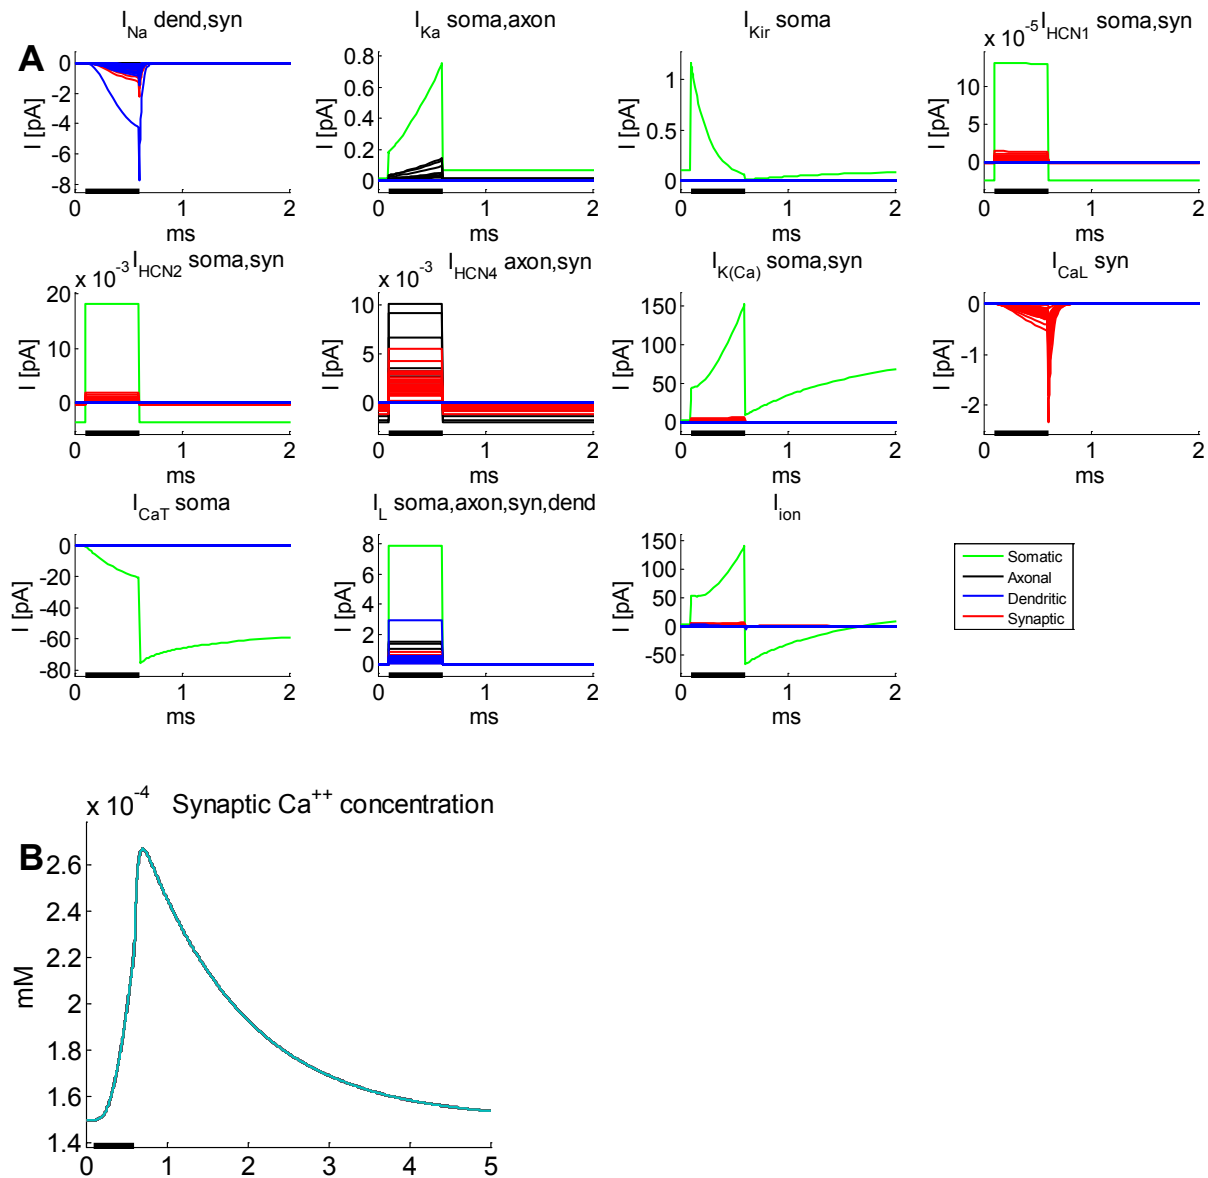 A
I_Na dend,syn
I [pA]
0
-2
-4
-6
-8
0 1 2
ms
I_Ka soma,axon
I [pA]
0.8
0.6
0.4
0.2
0
0 1 2
ms
I_Kir soma
I [pA]
1
0.5
0
0 1 2
ms
x 10^-5 I_HCN1 soma,syn
I [pA]
10
5
0
0 1 2
ms
x 10^-3 I_HCN2 soma,syn
I [pA]
20
10
0
0 1 2
ms
x 10^-3 I_HCN4 axon,syn
I [pA]
10
5
0
0 1 2
ms
I_K(Ca) soma,syn
I [pA]
150
100
50
0
0 1 2
ms
I_CaL syn
I [pA]
0
-1
-2
0 1 2
ms
I_CaT soma
I [pA]
0
-20
-40
-60
-80
0 1 2
ms
I_L soma,axon,syn,dend
I [pA]
8
6
4
2
0
0 1 2
ms
I_ion
I [pA]
150
100
50
0
-50
0 1 2
ms
Somatic
Axonal
Dendritic
Synaptic
B
x 10^-4 Synaptic Ca^++ concentration
mM
2.6
2.4
2.2
2
1.8
1.6
1.4
0 1 2 3 4 5